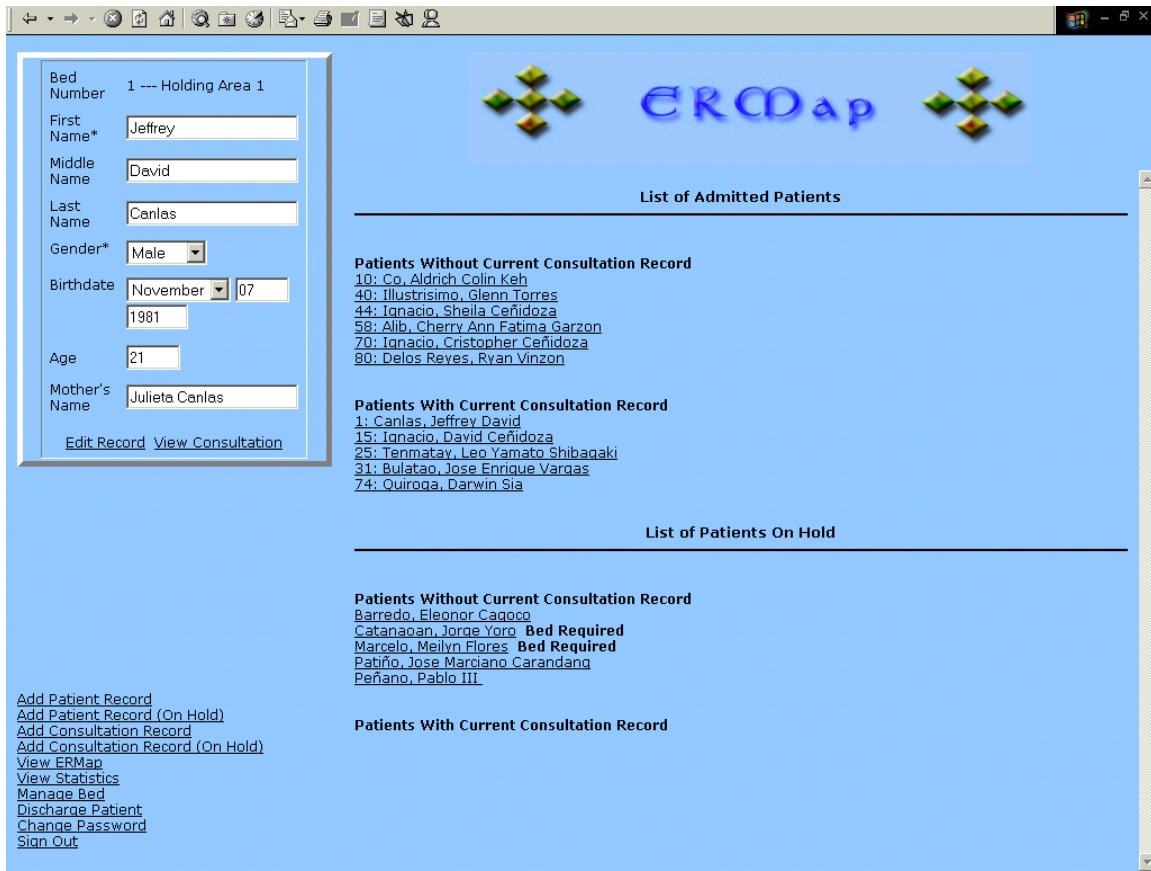 Bed Number 1 --- Holding Area 1
First Name* Jeffrey
Middle Name David
Last Name Canlas
Gender* Male
Birthdate November 07
1981
Age 21
Mother's Name Julieta Canlas
Edit Record View Consultation
Add Patient Record
Add Patient Record (On Hold)
Add Consultation Record
Add Consultation Record (On Hold)
View ERMap
View Statistics
Manage Bed
Discharge Patient
Change Password
Sign Out
ERMap
List of Admitted Patients
Patients Without Current Consultation Record
10: Co, Aldrich Colin Keh
40: Illustrisimo, Glenn Torres
44: Ignacio, Sheila Ceñidoza
58: Alib, Cherry Ann Fatima Garzon
70: Ignacio, Cristopher Ceñidoza
80: Delos Reyes, Ryan Vinzon
Patients With Current Consultation Record
1: Canlas, Jeffrey David
15: Ignacio, David Ceñidoza
25: Tenmatay, Leo Yamato Shibagaki
31: Bulatao, Jose Enrique Vargas
74: Quiroga, Darwin Sia
List of Patients On Hold
Patients Without Current Consultation Record
Barredo, Eleonor Cagoco
Catanaoan, Jorge Yoro Bed Required
Marcelo, Meilyn Flores Bed Required
Patiño, Jose Marciano Carandang
Peñano, Pablo III
Patients With Current Consultation Record